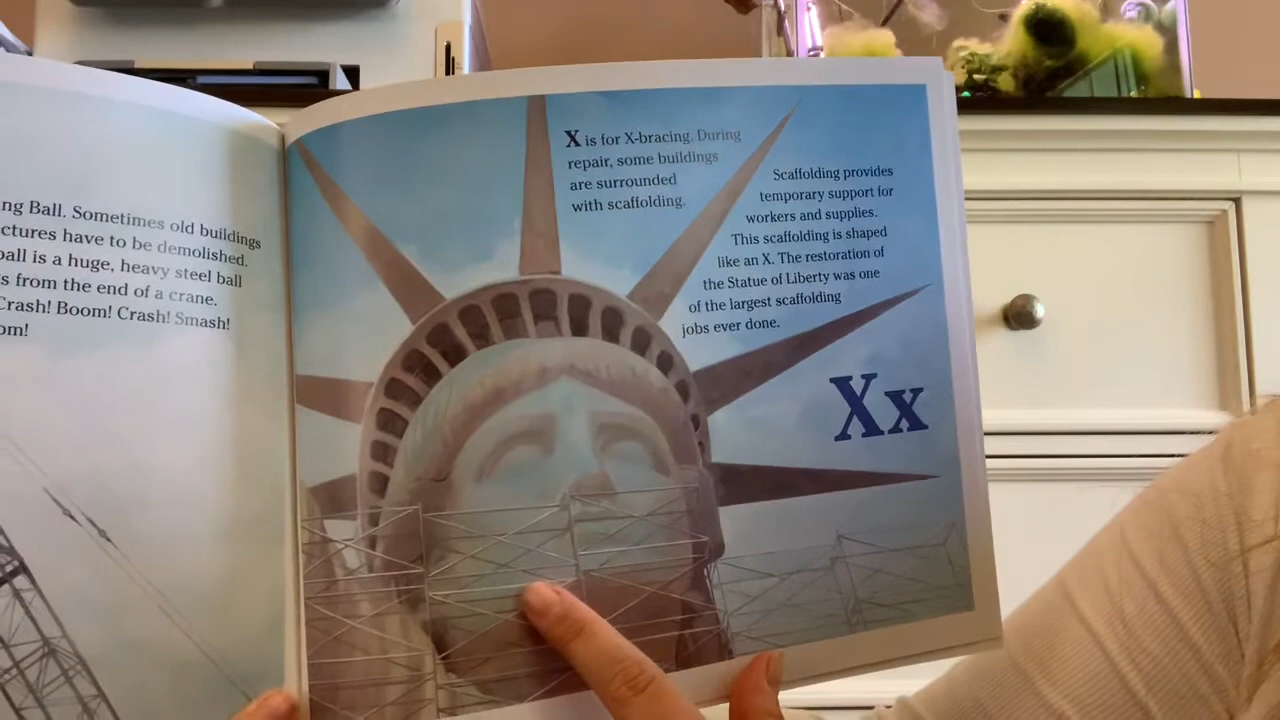 ng Ball. Sometimes old buildings
ctures have to be demolished.
ball is a huge, heavy steel ball
s from the end of a crane.
Crash! Boom! Crash! Smash!
om!
X is for X-bracing. During
repair, some buildings
are surrounded
with scaffolding.
Scaffolding provides
temporary support for
workers and supplies.
This scaffolding is shaped
like an X. The restoration of
the Statue of Liberty was one
of the largest scaffolding
jobs ever done.
Xx